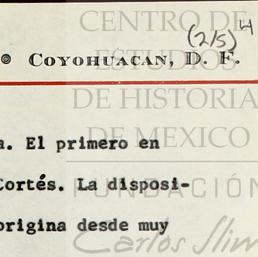 CENTRO DE
(2/5) 4
ESTUDIOS
COYOHUACAN, D. F.
DE HISTORIA
DE MEXICO
a. El primero en
FUNDACIÓN
Cortés. La disposi-
origina desde muy
Carlos Slim